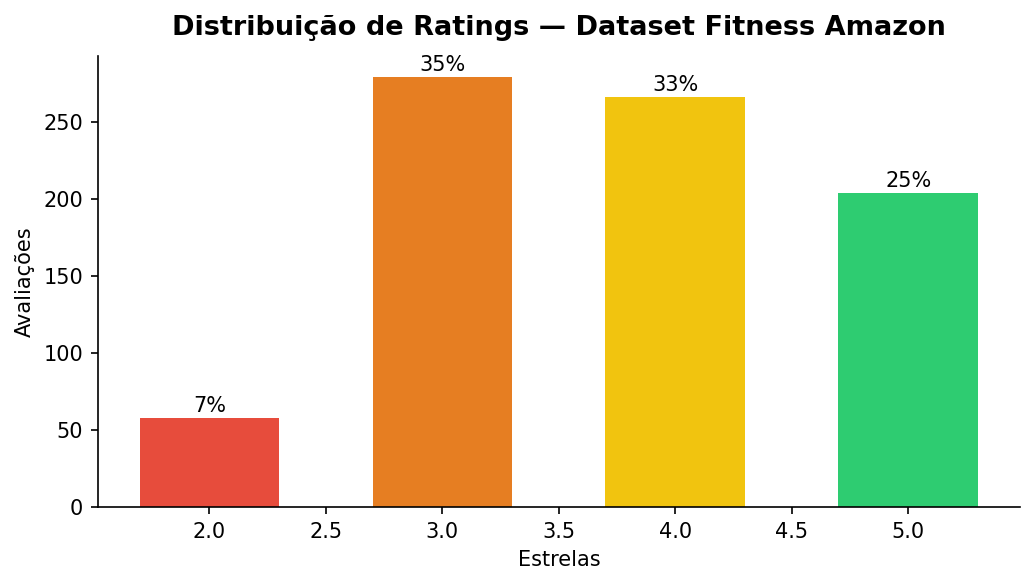 Distribuição de Ratings — Dataset Fitness Amazon
35%
33%
25%
7%
Avaliações
250
200
150
100
50
0
2.0 2.5 3.0 3.5 4.0 4.5 5.0
Estrelas